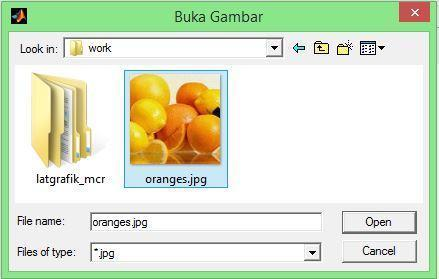 Buka Gambar
Look in: work
latgrafik_mcr
oranges.jpg
File name: oranges.jpg
Open
Files of type: *.jpg
Cancel